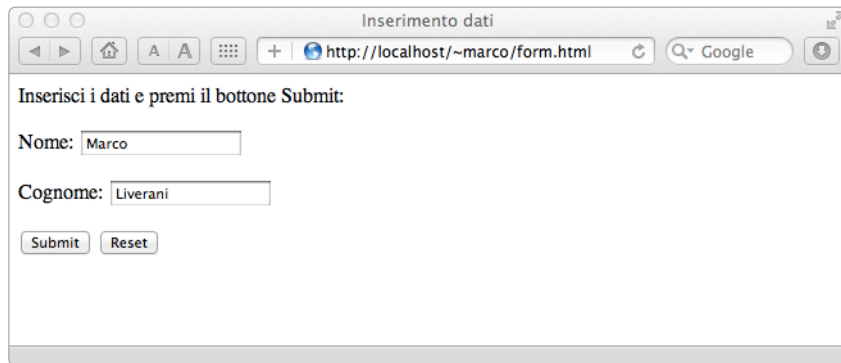 Inserimento dati
A A + http://localhost/~marco/form.html Google
Inserisci i dati e premi il bottone Submit:
Nome: Marco
Cognome: Liverani
Submit Reset